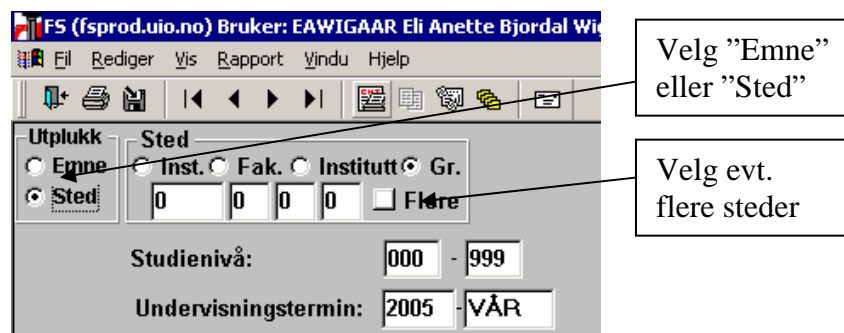 FS (fsprod.uio.no) Bruker: EAWIGAAR Eli Anette Bjordal Wig
Fil Rediger Vis Rapport Vindu Hjelp
Velg ”Emne”
eller ”Sted”
Utplukk Sted
Emne Inst. Fak. Institutt Gr.
Sted 0 0 0 0 Flere
Velg evt.
flere steder
Studienivå: 000 - 999
Undervisningstermin: 2005 - VÅR